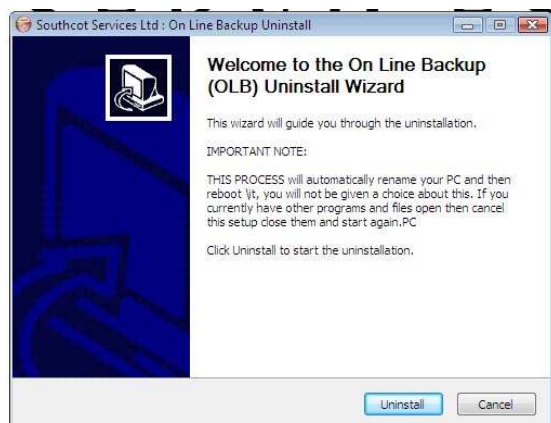 Southcot Services Ltd : On Line Backup Uninstall
Welcome to the On Line Backup
(OLB) Uninstall Wizard
This wizard will guide you through the uninstallation.
IMPORTANT NOTE:
THIS PROCESS will automatically rename your PC and then
reboot \jt, you will not be given a choice about this. If you
currently have other programs and files open then cancel
this setup close them and start again.PC
Click Uninstall to start the uninstallation.
Uninstall
Cancel